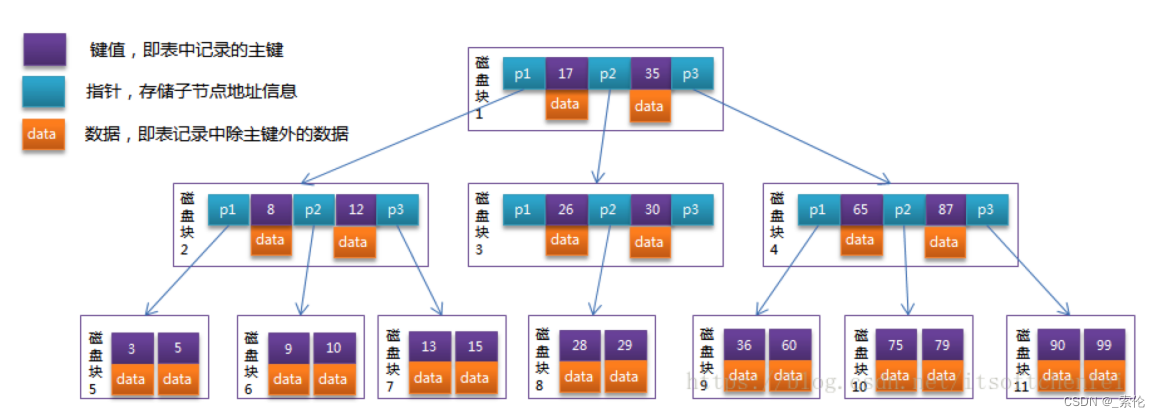 键值，即表中记录的主键
指针，存储子节点地址信息
data 数据，即表记录中除主键外的数据
磁盘块1
p1 17 p2 35 p3
data data
磁盘块2
p1 8 p2 12 p3
data data
磁盘块3
p1 26 p2 30 p3
data data
磁盘块4
p1 65 p2 87 p3
data data
磁盘块5
3 5
data data
磁盘块6
9 10
data data
磁盘块7
13 15
data data
磁盘块8
28 29
data data
磁盘块9
36 60
data data
磁盘块10
75 79
data data
磁盘块11
90 99
data data
CSDN @_索伦